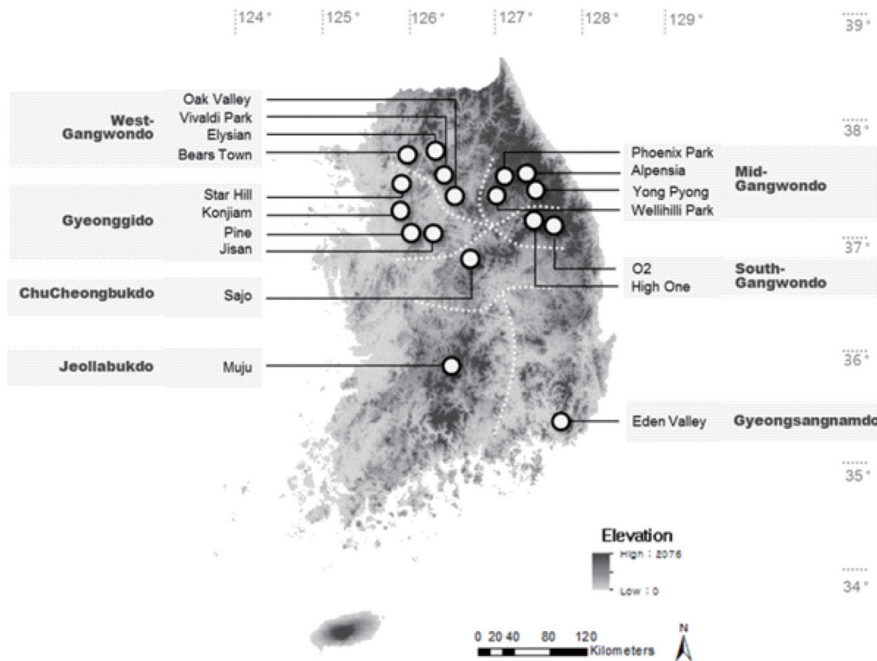 124° 125° 126° 127° 128° 129°
39°
38°
37°
36°
35°
34°
West-
Gangwondo
Oak Valley
Vivaldi Park
Elysian
Bears Town
Gyeonggido
Star Hill
Konjiam
Pine
Jisan
ChuCheongbukdo
Sajo
Jeollabukdo
Muju
Phoenix Park
Alpensia
Yong Pyong
Wellihilli Park
Mid-
Gangwondo
O2
High One
South-
Gangwondo
Eden Valley
Gyeongsangnamdo
Elevation
High : 2076
Low : 0
0 20 40 80 120
Kilometers
N